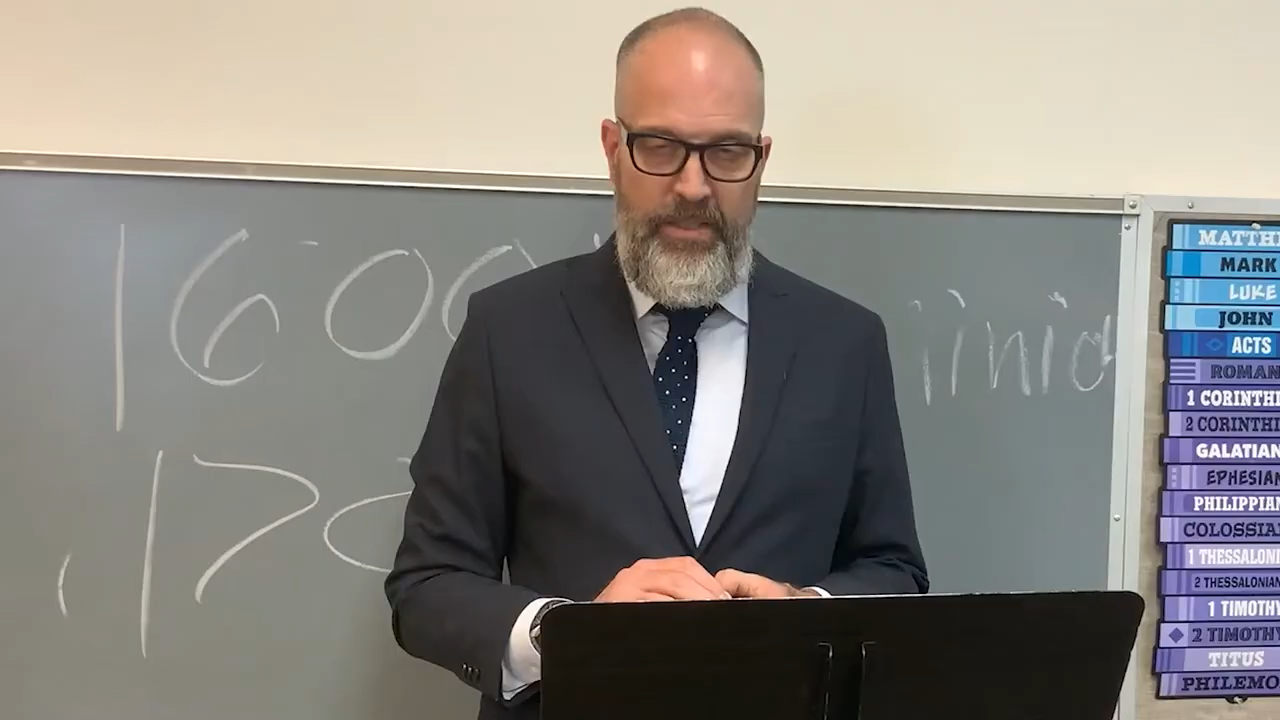 1600
170
MATTH
MARK
LUKE
JOHN
ACTS
ROMAN
1 CORINTHI
2 CORINTHI
GALATIAN
EPHESIAN
PHILIPPIAN
COLOSSIA
1 THESSALONI
2 THESSALONIAN
1 TIMOTHY
2 TIMOTHY
TITUS
PHILEMO